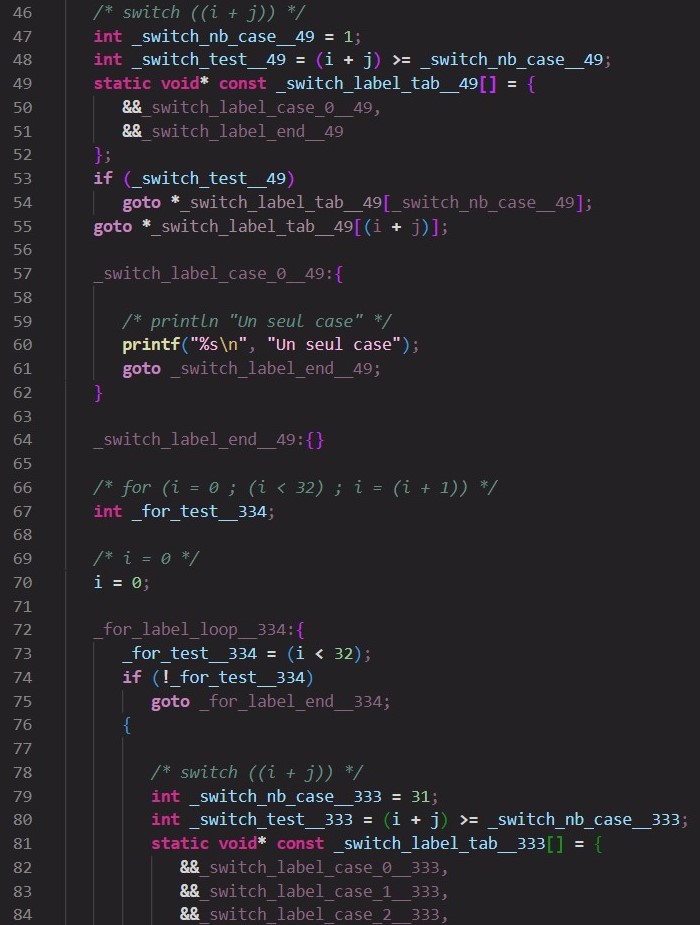 46 /* switch ((i + j)) */
47 int _switch_nb_case__49 = 1;
48 int _switch_test__49 = (i + j) >= _switch_nb_case__49;
49 static void* const _switch_label_tab__49[] = {
50 &&_switch_label_case_0__49,
51 &&_switch_label_end__49
52 };
53 if (_switch_test__49)
54 goto *_switch_label_tab__49[_switch_nb_case__49];
55 goto *_switch_label_tab__49[(i + j)];
56
57 _switch_label_case_0__49:{
58
59 /* println "Un seul case" */
60 printf("%s\n", "Un seul case");
61 goto _switch_label_end__49;
62 }
63
64 _switch_label_end__49:{}
65
66 /* for (i = 0 ; (i < 32) ; i = (i + 1)) */
67 int _for_test__334;
68
69 /* i = 0 */
70 i = 0;
71
72 _for_label_loop__334:{
73 _for_test__334 = (i < 32);
74 if (!_for_test__334)
75 goto _for_label_end__334;
76 {
77
78 /* switch ((i + j)) */
79 int _switch_nb_case__333 = 31;
80 int _switch_test__333 = (i + j) >= _switch_nb_case__333;
81 static void* const _switch_label_tab__333[] = {
82 &&_switch_label_case_0__333,
83 &&_switch_label_case_1__333,
84 &&_switch_label_case_2__333,